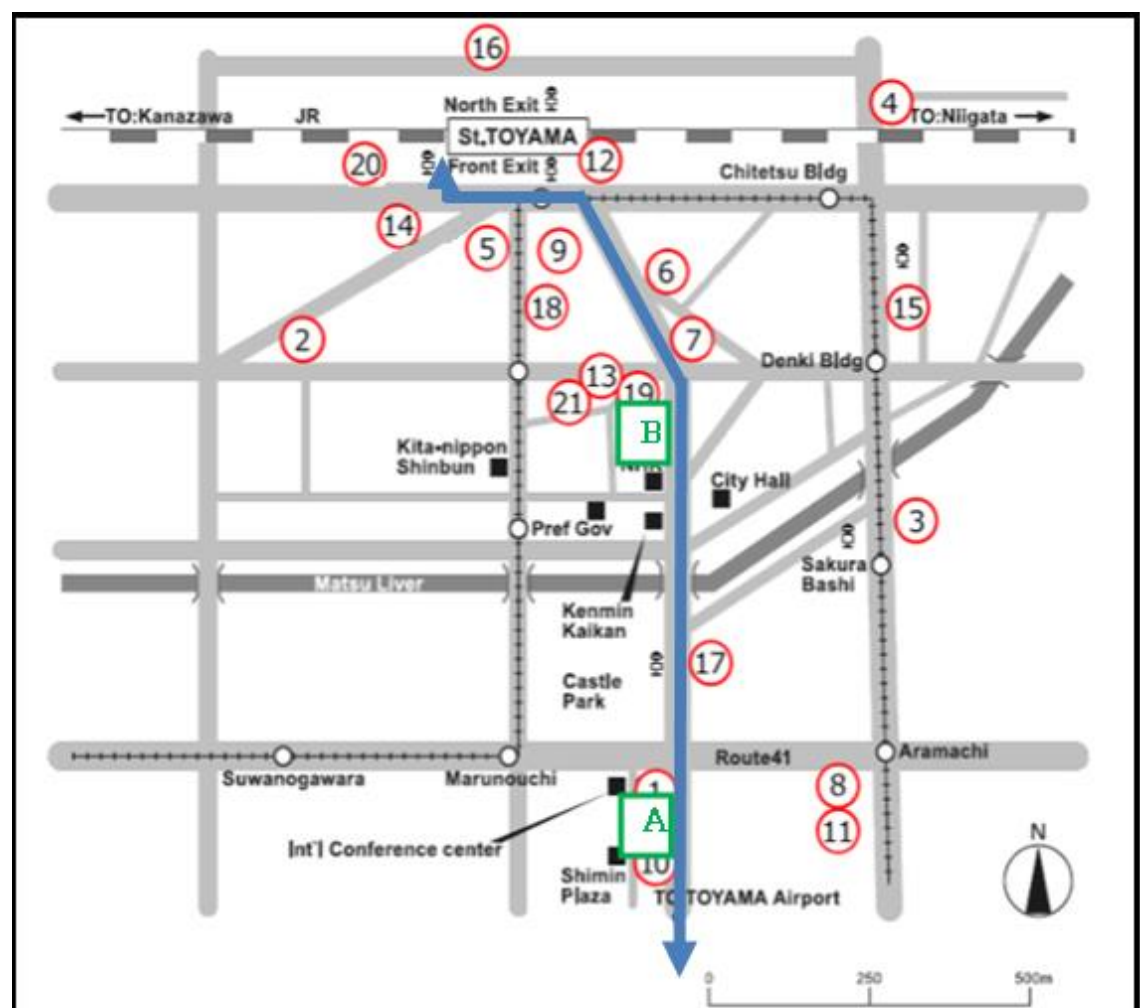 16
4
North Exit
←TO:Kanazawa
JR
TO:Niigata →
St.TOYAMA
Front Exit
12
20
Chitetsu Bldg
14
5
9
6
18
15
2
7
Denki Bldg
13
19
21
B
Kita-nippon
Shinbun
City Hall
3
Pref Gov
Sakura
Bashi
Matsu Liver
Kenmin
Kaikan
17
Castle
Park
Route41
Aramachi
Suwanogawara
Marunouchi
1
8
A
11
Int'l Conference center
N
10
Shimin
Plaza
TO TOYAMA Airport
0
250
500m